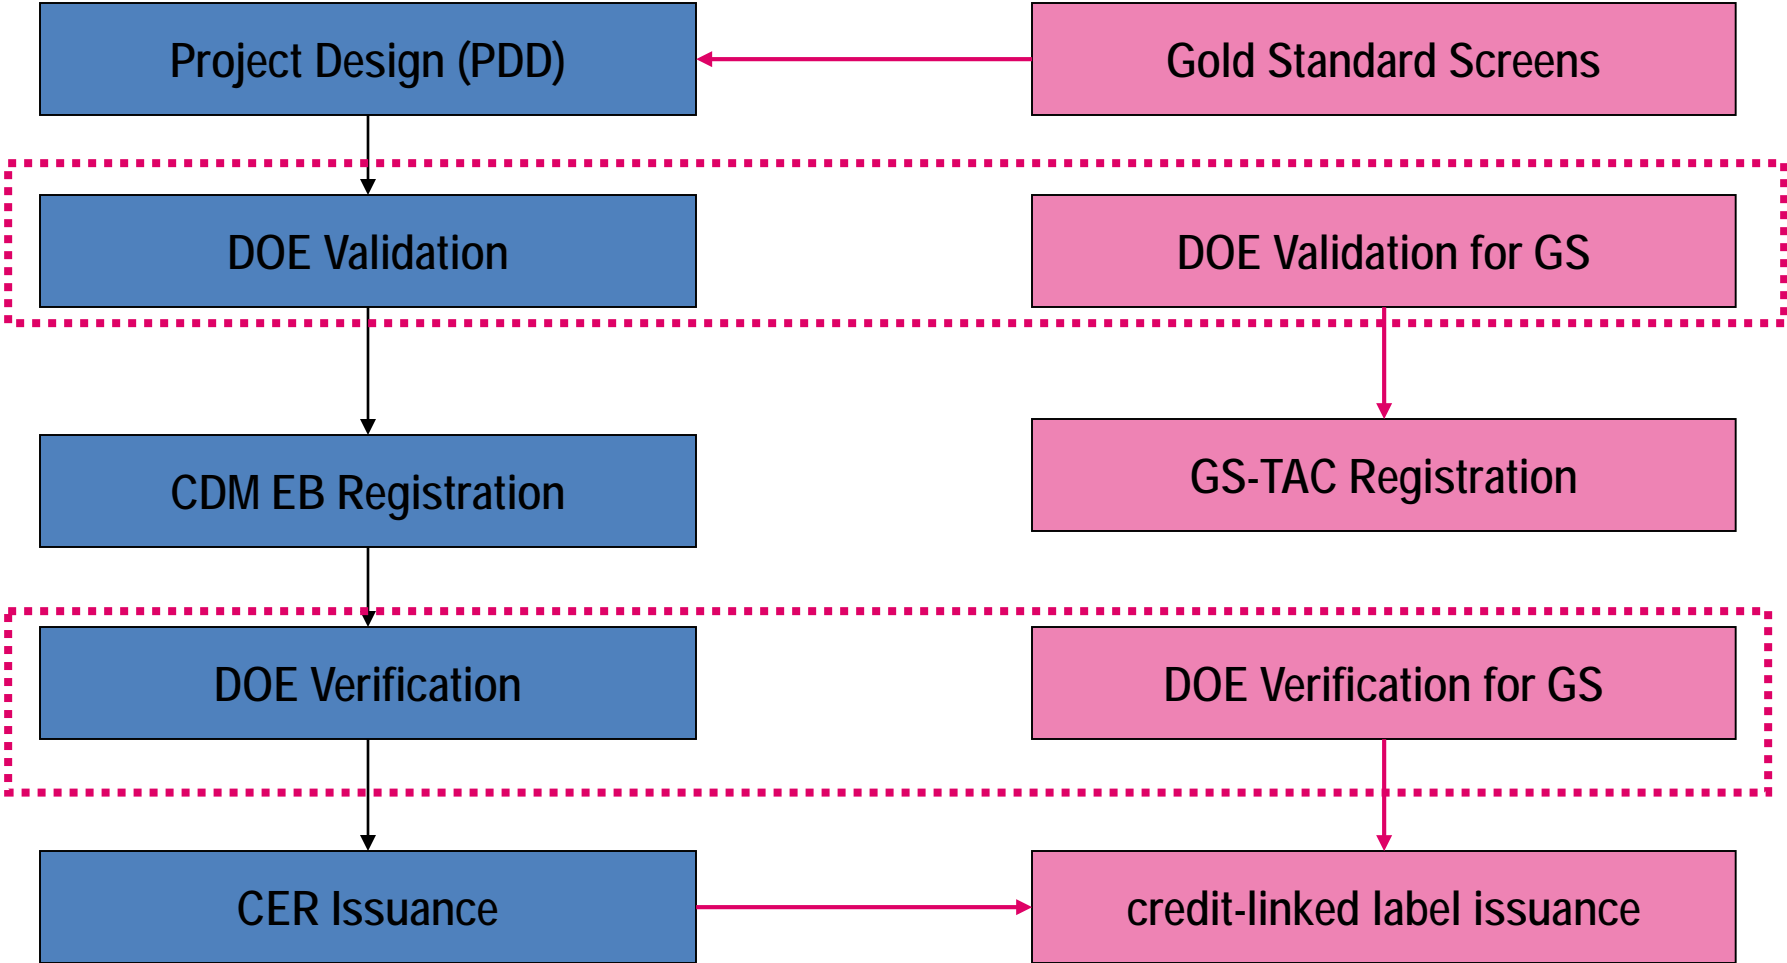 Project Design (PDD)
Gold Standard Screens
DOE Validation
DOE Validation for GS
CDM EB Registration
GS-TAC Registration
DOE Verification
DOE Verification for GS
CER Issuance
credit-linked label issuance